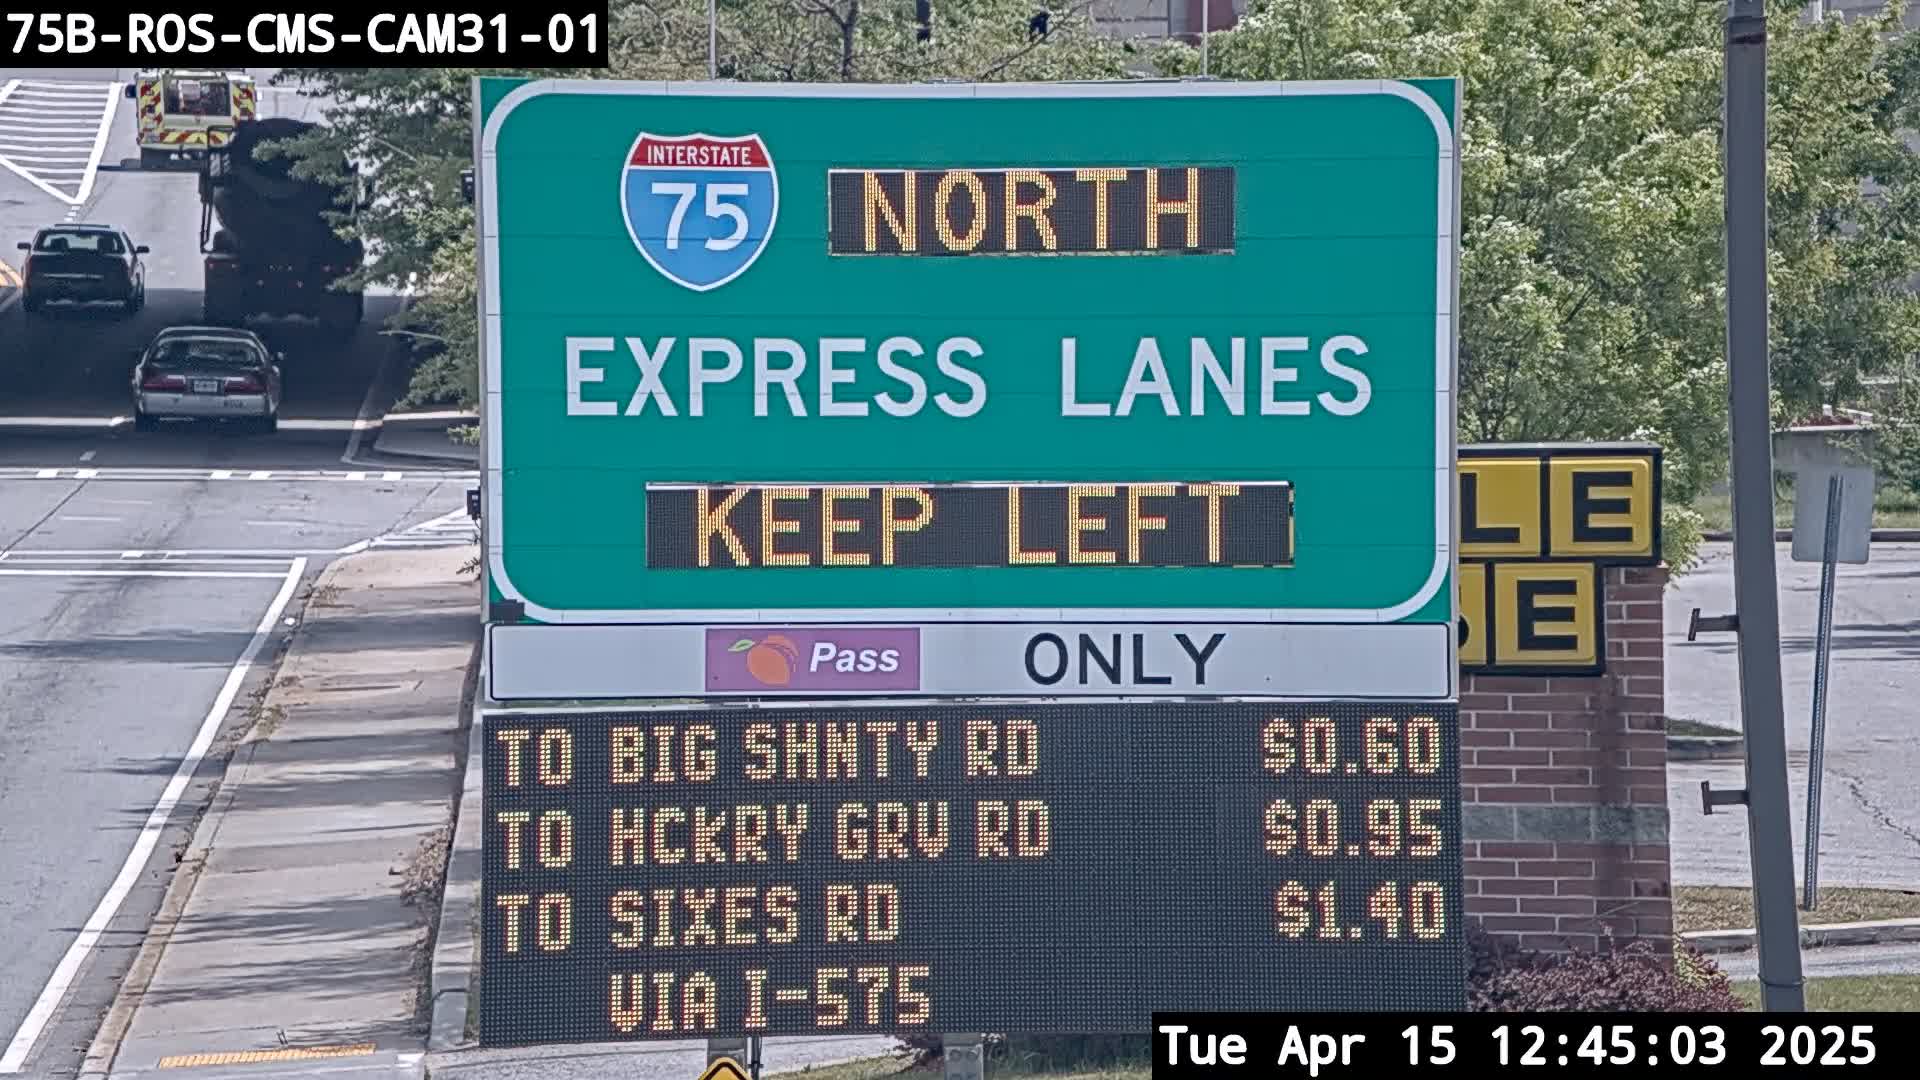 75B-ROS-CMS-CAM31-01
INTERSTATE
75
NORTH
EXPRESS LANES
KEEP LEFT
LE
E
Pass ONLY
TO BIG SHNTY RD $0.60
TO HCKRY GRV RD $0.95
TO SIXES RD $1.40
VIA I-575
Tue Apr 15 12:45:03 2025